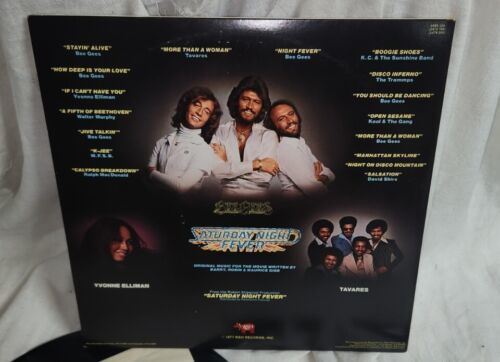 "STAYIN' ALIVE"
Bee Gees
"HOW DEEP IS YOUR LOVE"
Bee Gees
"IF I CAN'T HAVE YOU"
Yvonne Elliman
"A FIFTH OF BEETHOVEN"
Walter Murphy
"JIVE TALKIN'"
Bee Gees
"K-JEE"
M.F.S.B.
"CALYPSO BREAKDOWN"
Ralph MacDonald
"MORE THAN A WOMAN"
Tavares
"NIGHT FEVER"
Bee Gees
"BOOGIE SHOES"
K.C. & The Sunshine Band
"DISCO INFERNO"
The Trammps
"YOU SHOULD BE DANCING"
Bee Gees
"OPEN SESAME"
Kool & The Gang
"MORE THAN A WOMAN"
Bee Gees
"MANHATTAN SKYLINE"
"NIGHT ON DISCO MOUNTAIN"
"SALSATION"
David Shire
BEE GEES
SATURDAY NIGHT
FEVER
ORIGINAL MUSIC FOR THE MOVIE WRITTEN BY
BARRY, ROBIN & MAURICE GIBB
YVONNE ELLIMAN
TAVARES
From the Robert Stigwood Production
"SATURDAY NIGHT FEVER"
RSO
© 1977 RSO RECORDS, INC.